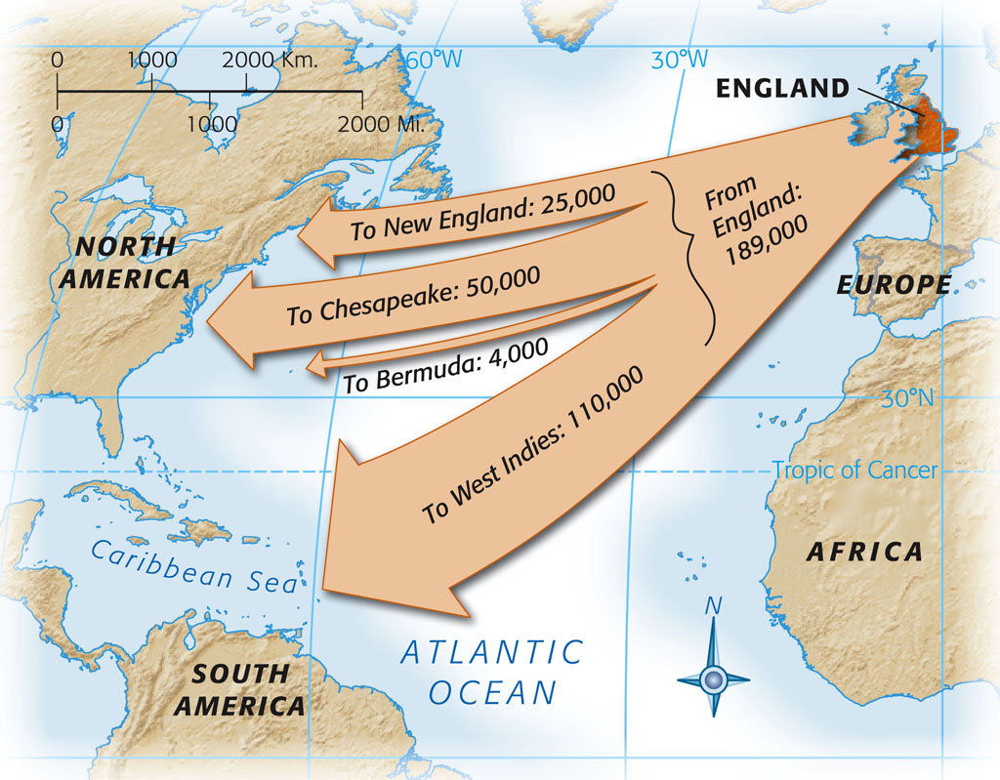 0 1000 2000 Km.
0 1000 2000 Mi.
60°W
30°W
ENGLAND
From
England:
189,000
To New England: 25,000
NORTH
AMERICA
To Chesapeake: 50,000
EUROPE
To Bermuda: 4,000
30°N
To West Indies: 110,000
Tropic of Cancer
Caribbean Sea
AFRICA
N
ATLANTIC
OCEAN
SOUTH
AMERICA